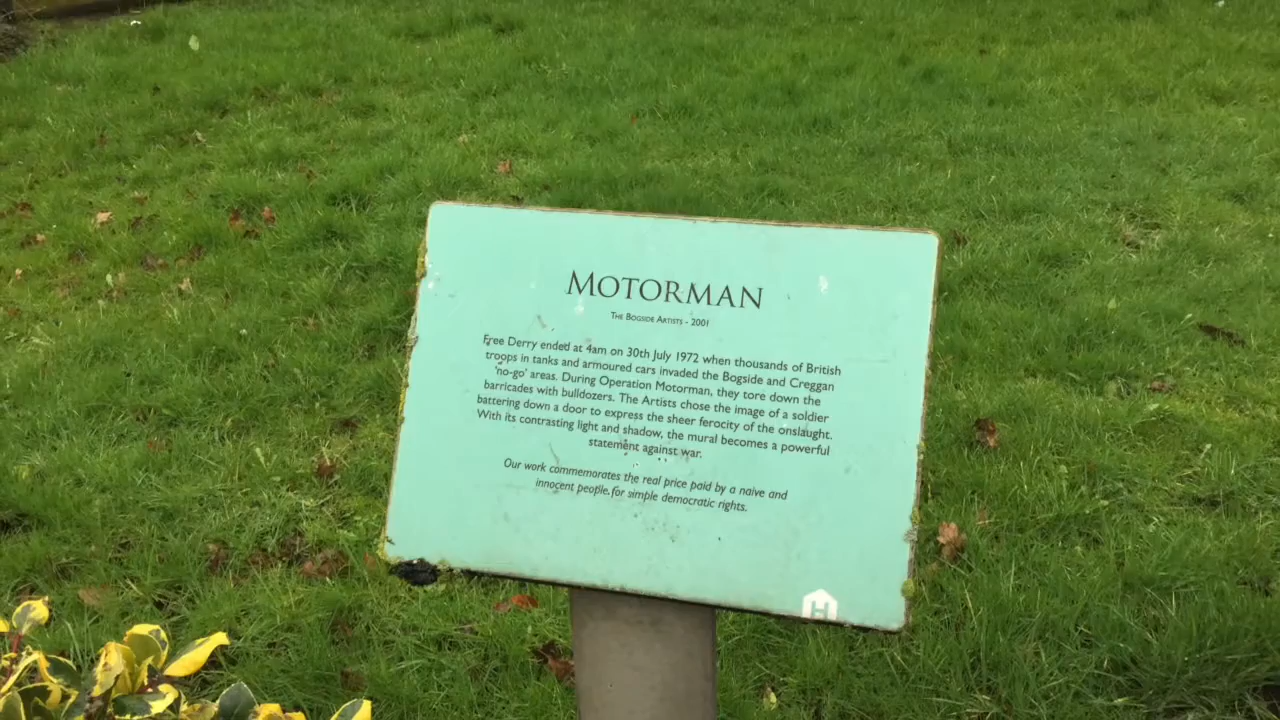 MOTORMAN
THE BOGSIDE ARTISTS - 2001
Free Derry ended at 4am on 30th July 1972 when thousands of British
troops in tanks and armoured cars invaded the Bogside and Creggan
'no-go' areas. During Operation Motorman, they tore down the
barricades with bulldozers. The Artists chose the image of a soldier
battering down a door to express the sheer ferocity of the onslaught.
With its contrasting light and shadow, the mural becomes a powerful
statement against war.
Our work commemorates the real price paid by a naive and
innocent people for simple democratic rights.
H